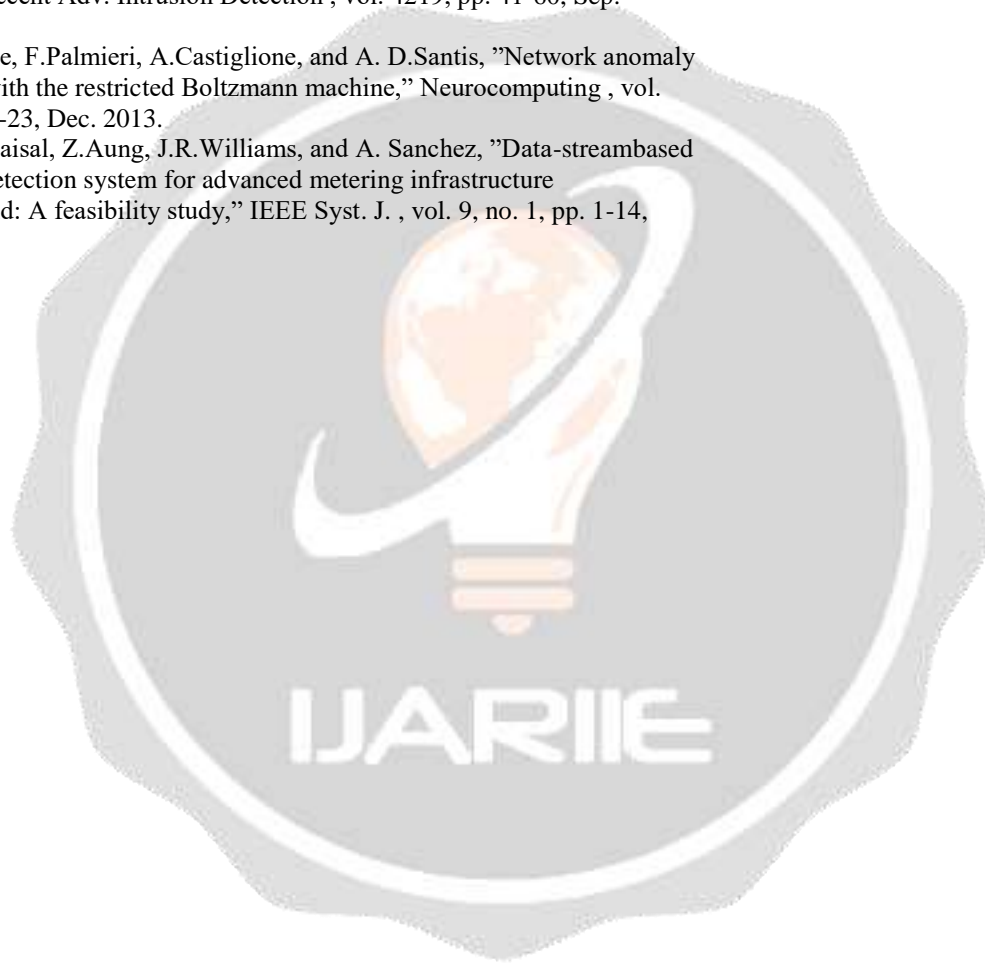 Adv. Intrusion Detection , vol. 4219, pp. 41-60, Sep.
F.Palmieri, A.Castiglione, and A. D.Santis, ”Network anomaly
the restricted Boltzmann machine,” Neurocomputing , vol.
-23, Dec. 2013.
aisal, Z.Aung, J.R.Williams, and A. Sanchez, ”Data-streambased
etection system for advanced metering infrastructure
d: A feasibility study,” IEEE Syst. J. , vol. 9, no. 1, pp. 1-14,
IJARIIE